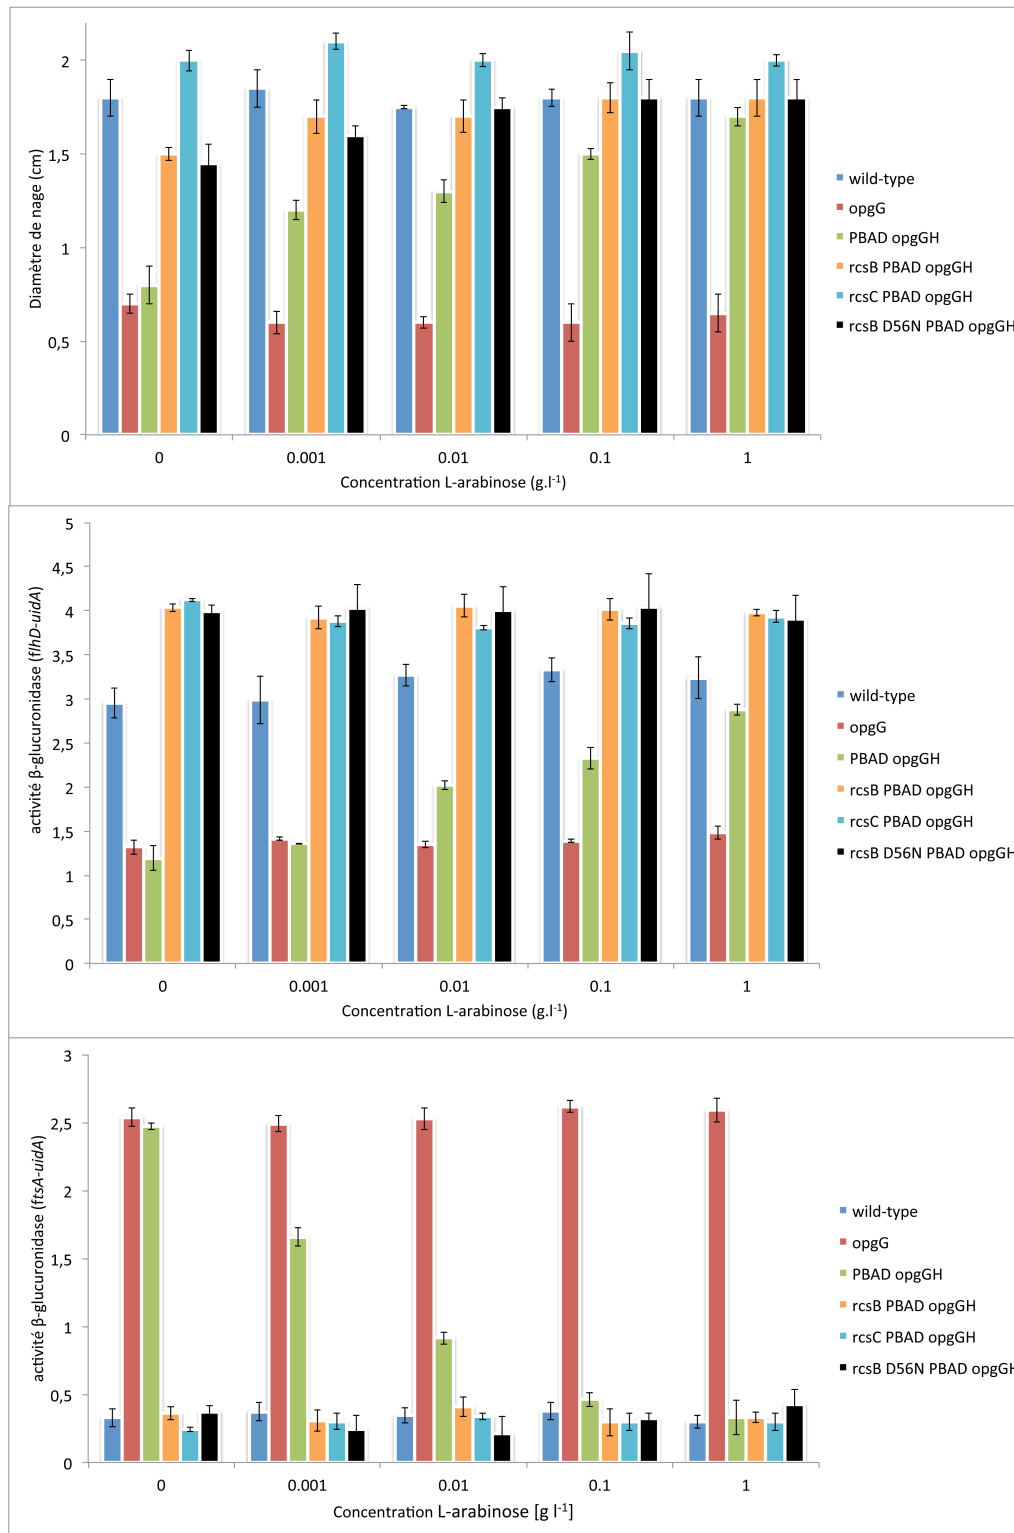 Diamètre de nage (cm)
2
1,5
1
0,5
0
0 0.001 0.01 0.1 1
Concentration L-arabinose (g.l-1)
wild-type
opgG
PBAD opgGH
rcsB PBAD opgGH
rcsC PBAD opgGH
rcsB D56N PBAD opgGH
activité β-glucuronidase (flhD-uidA)
5
4,5
4
3,5
3
2,5
2
1,5
1
0,5
0
0 0.001 0.01 0.1 1
Concentration L-arabinose (g.l-1)
wild-type
opgG
PBAD opgGH
rcsB PBAD opgGH
rcsC PBAD opgGH
rcsB D56N PBAD opgGH
activité β-glucuronidase (ftsA-uidA)
3
2,5
2
1,5
1
0,5
0
0 0.001 0.01 0.1 1
Concentration L-arabinose [g l-1]
wild-type
opgG
PBAD opgGH
rcsB PBAD opgGH
rcsC PBAD opgGH
rcsB D56N PBAD opgGH